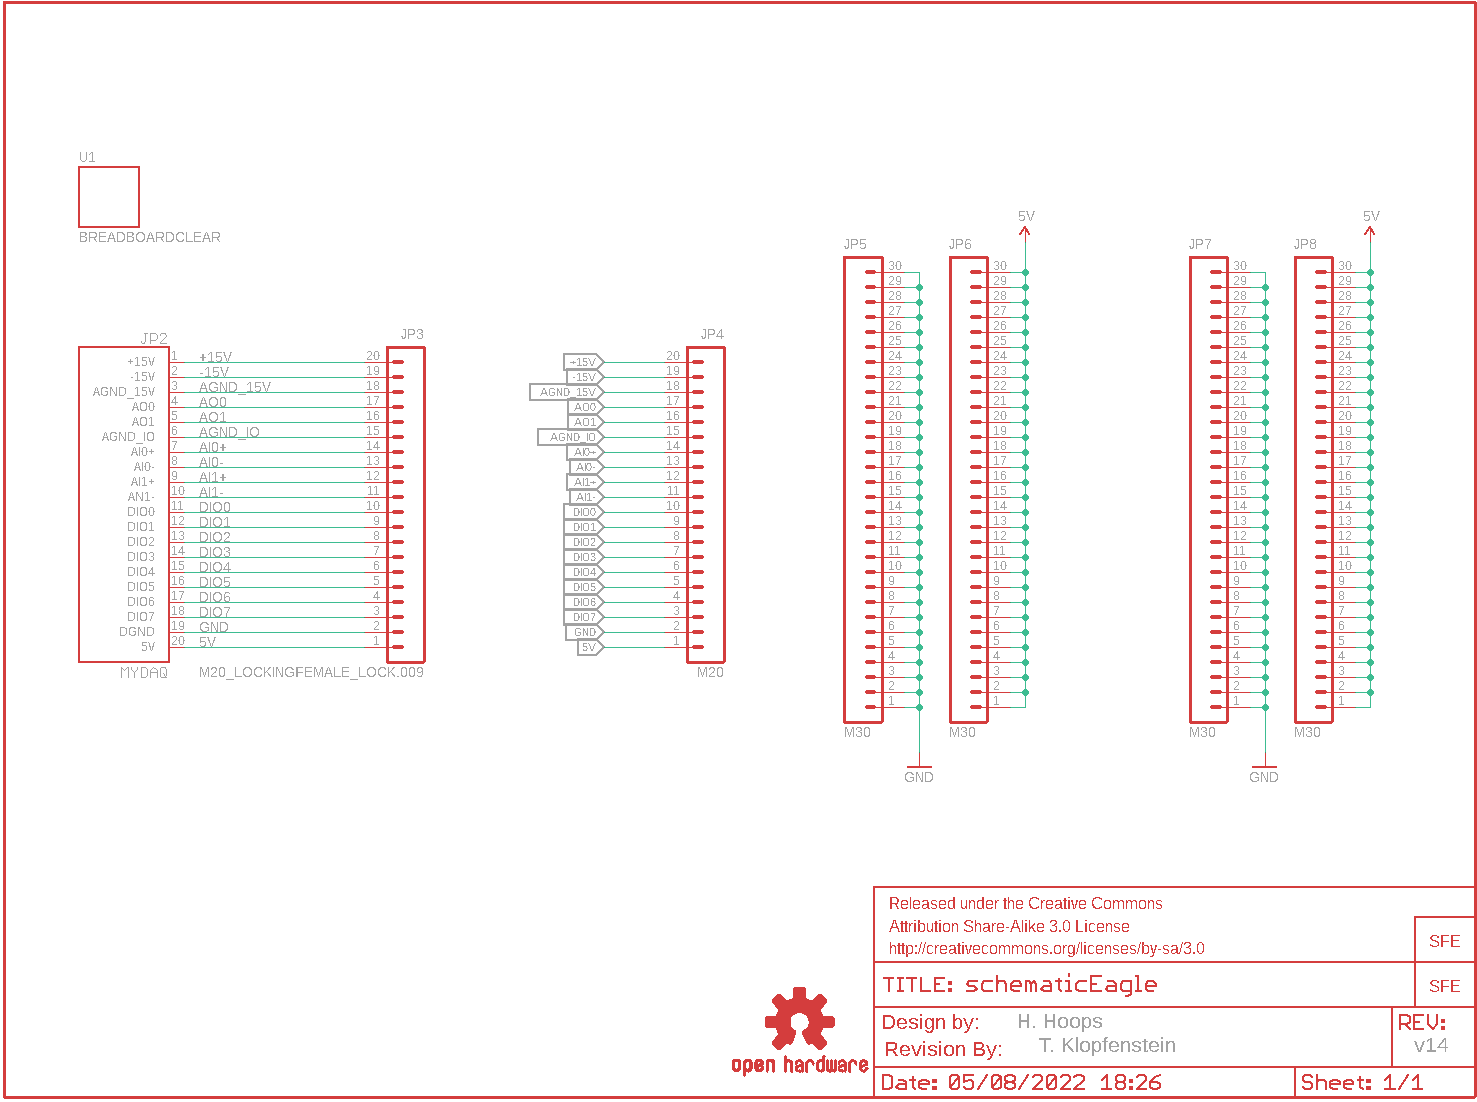 U1
BREADBOARDCLEAR
JP2
+15V 1 +15V
-15V 2 -15V
AGND_15V 3 AGND_15V
AO0 4 AO0
AO1 5 AO1
AGND_IO 6 AGND_IO
AI0+ 7 AI0+
AI0- 8 AI0-
AI1+ 9 AI1+
AN1- 10 AI1-
DIO0 11 DIO0
DIO1 12 DIO1
DIO2 13 DIO2
DIO3 14 DIO3
DIO4 15 DIO4
DIO5 16 DIO5
DIO6 17 DIO6
DIO7 18 DIO7
DGND 19 GND
5V 20 5V
MYDAQ
JP3
20
19
18
17
16
15
14
13
12
11
10
9
8
7
6
5
4
3
2
1
M20_LOCKINGFEMALE_LOCK.009
JP4
+15V 20
-15V 19
AGND_15V 18
AO0 17
AO1 16
AGND_IO 15
AI0+ 14
AI0- 13
AI1+ 12
AI1- 11
DIO0 10
DIO1 9
DIO2 8
DIO3 7
DIO4 6
DIO5 5
DIO6 4
DIO7 3
GND 2
5V 1
M20
JP5
30
29
28
27
26
25
24
23
22
21
20
19
18
17
16
15
14
13
12
11
10
9
8
7
6
5
4
3
2
1
M30
GND
5V
JP6
30
29
28
27
26
25
24
23
22
21
20
19
18
17
16
15
14
13
12
11
10
9
8
7
6
5
4
3
2
1
M30
JP7
30
29
28
27
26
25
24
23
22
21
20
19
18
17
16
15
14
13
12
11
10
9
8
7
6
5
4
3
2
1
M30
GND
5V
JP8
30
29
28
27
26
25
24
23
22
21
20
19
18
17
16
15
14
13
12
11
10
9
8
7
6
5
4
3
2
1
M30
open hardware
Released under the Creative Commons
Attribution Share-Alike 3.0 License
http://creativecommons.org/licenses/by-sa/3.0
SFE
TITLE: schematicEagle
SFE
Design by: H. Hoops
Revision By: T. Klopfenstein
REV:
v14
Date: 05/08/2022 18:26
Sheet: 1/1